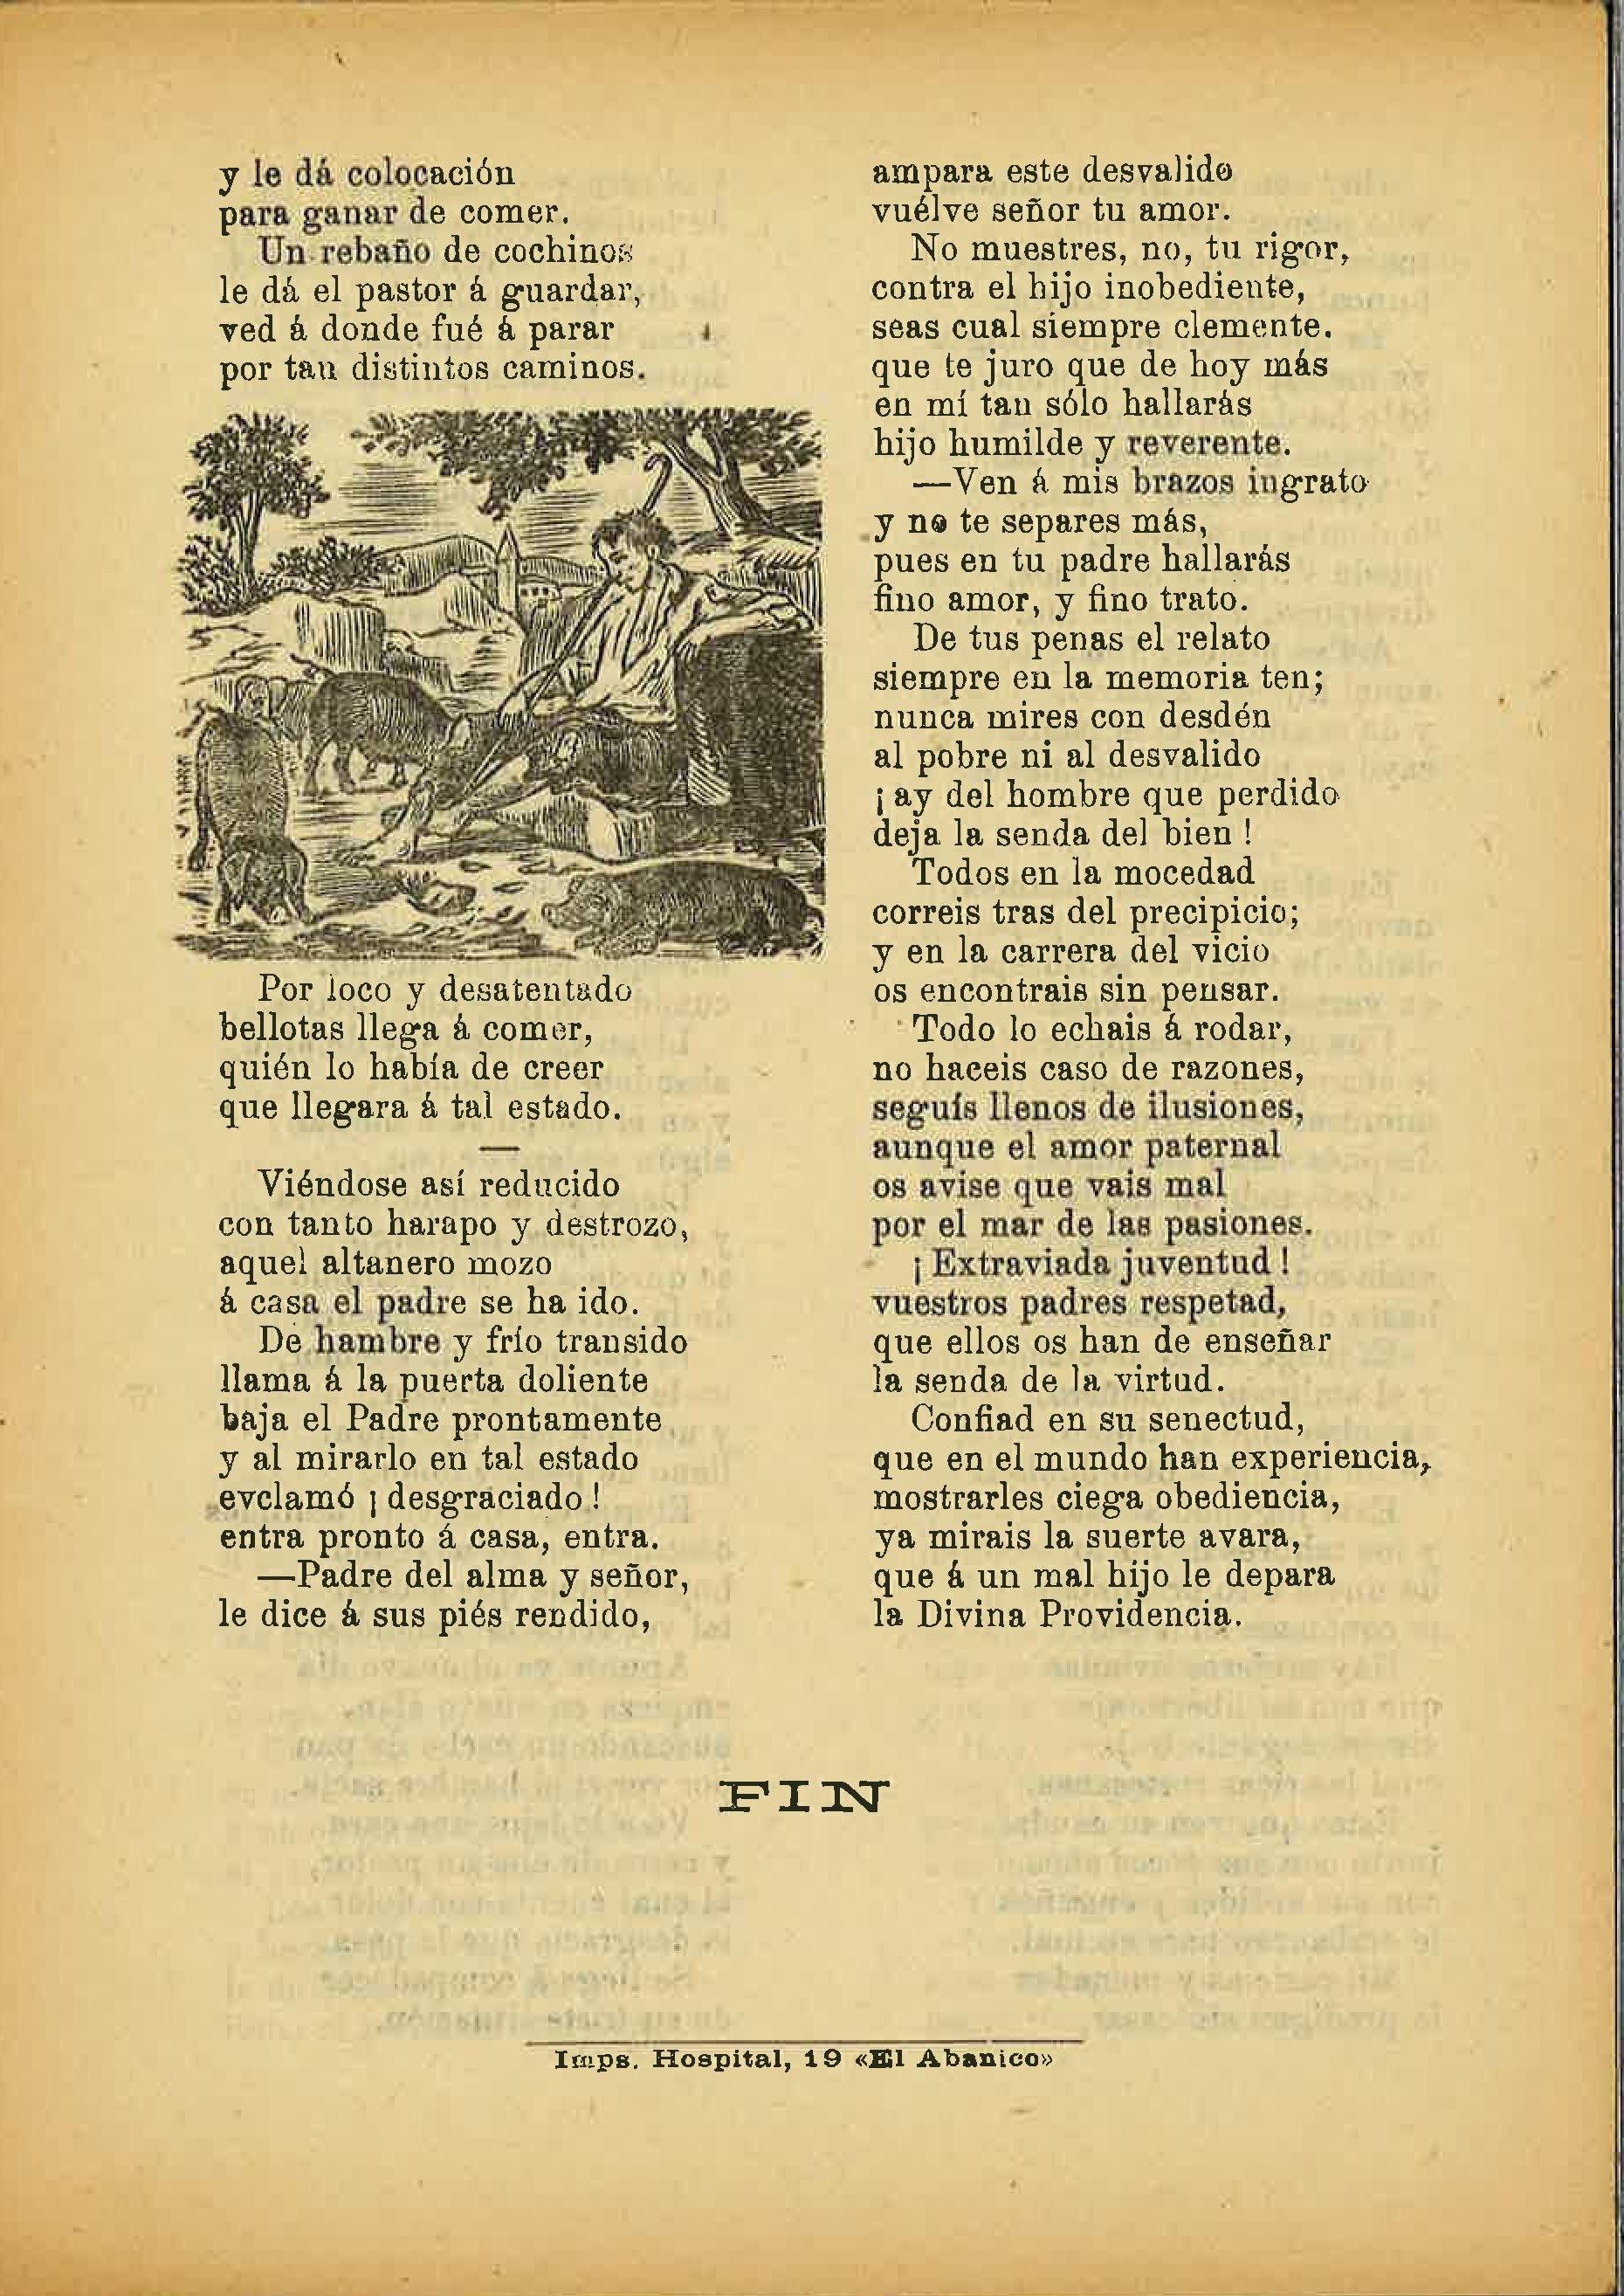 y le dá colocación
para ganar de comer.
Un rebaño de cochinos
le dá el pastor á guardar,
ved á donde fué á parar
por tan distintos caminos.
Por loco y desatentado
bellotas llega á comer,
quién lo había de creer
que llegara á tal estado.
—
Viéndose así reducido
con tanto harapo y destrozo,
aquel altanero mozo
á casa el padre se ha ido.
De hambre y frío transido
llama á la puerta doliente
baja el Padre prontamente
y al mirarlo en tal estado
evclamó ¡ desgraciado !
entra pronto á casa, entra.
—Padre del alma y señor,
le dice á sus piés rendido,
ampara este desvalido
vuélve señor tu amor.
No muestres, no, tu rigor,
contra el hijo inobediente,
seas cual siempre clemente.
que te juro que de hoy más
en mí tan sólo hallarás
hijo humilde y reverente.
—Ven á mis brazos ingrato
y no te separes más,
pues en tu padre hallarás
fino amor, y fino trato.
De tus penas el relato
siempre en la memoria ten;
nunca mires con desdén
al pobre ni al desvalido
¡ ay del hombre que perdido
deja la senda del bien !
Todos en la mocedad
correis tras del precipicio;
y en la carrera del vicio
os encontrais sin pensar.
Todo lo echais á rodar,
no haceis caso de razones,
seguís llenos de ilusiones,
aunque el amor paternal
os avise que vais mal
por el mar de las pasiones.
¡ Extraviada juventud !
vuestros padres respetad,
que ellos os han de enseñar
la senda de la virtud.
Confiad en su senectud,
que en el mundo han experiencia,
mostrarles ciega obediencia,
ya mirais la suerte avara,
que á un mal hijo le depara
la Divina Providencia.
FIN
Imps. Hospital, 19 «El Abanico»